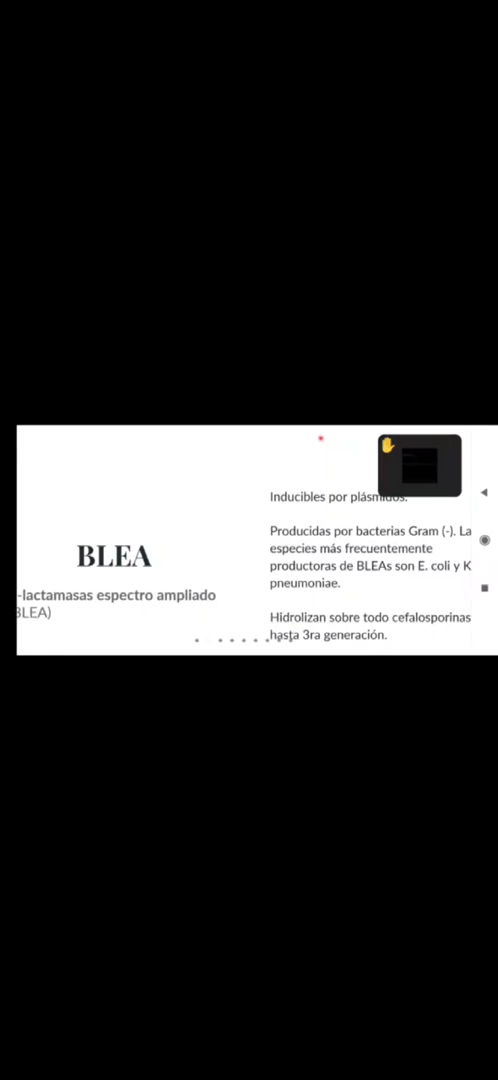 BLEA
-lactamasas espectro ampliado
BLEA)
Inducibles por plásmidos.
Producidas por bacterias Gram (-). La
especies más frecuentemente
productoras de BLEAs son E. coli y K
pneumoniae.
Hidrolizan sobre todo cefalosporinas
hasta 3ra generación.